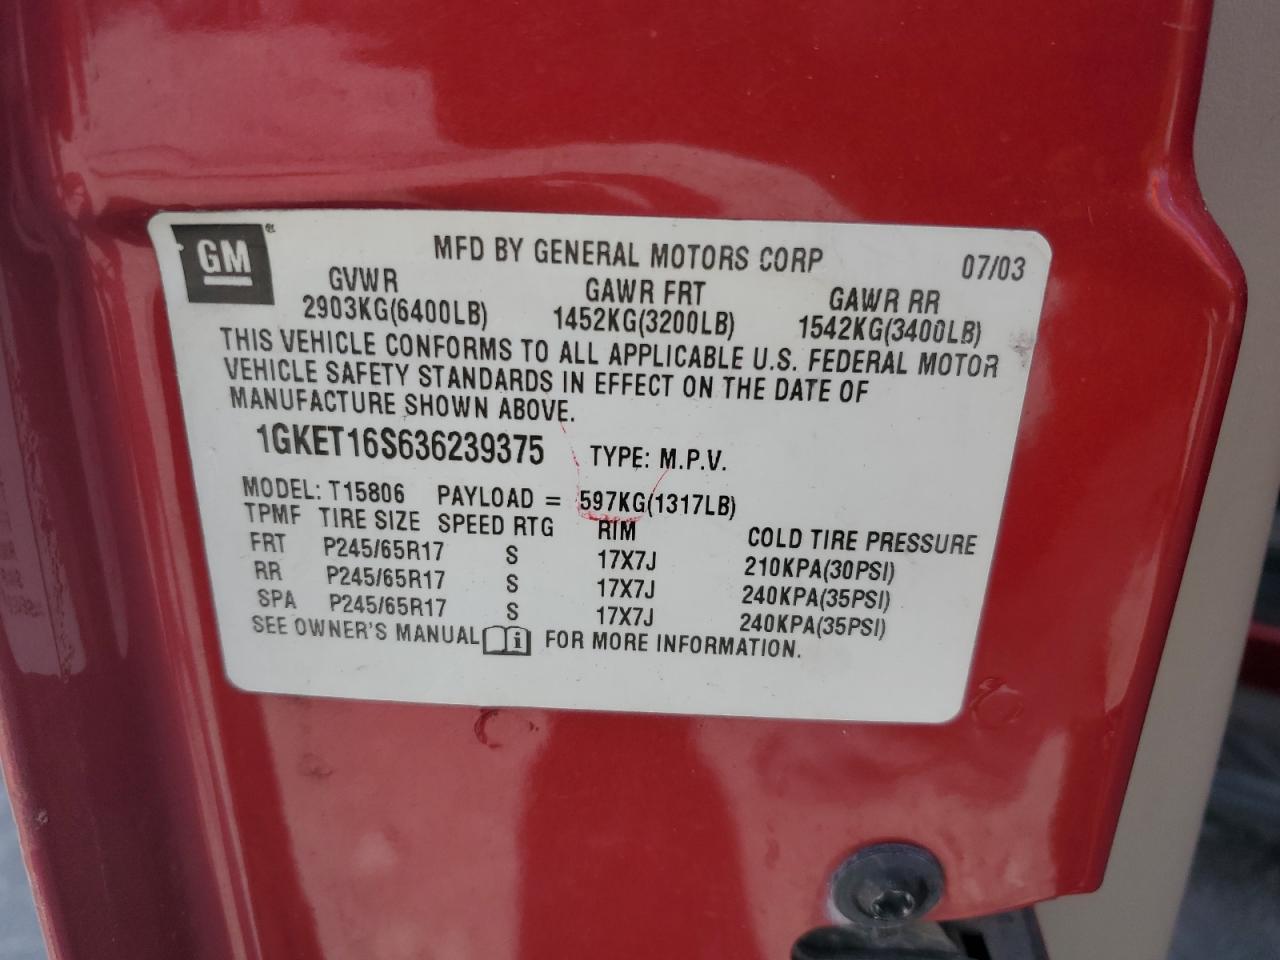 GM ®
MFD BY GENERAL MOTORS CORP 07/03
GVWR GAWR FRT GAWR RR
2903KG(6400LB) 1452KG(3200LB) 1542KG(3400LB)
THIS VEHICLE CONFORMS TO ALL APPLICABLE U.S. FEDERAL MOTOR
VEHICLE SAFETY STANDARDS IN EFFECT ON THE DATE OF
MANUFACTURE SHOWN ABOVE.
1GKET16S636239375 TYPE: M.P.V.
MODEL: T15806 PAYLOAD = 597KG(1317LB)
TPMF TIRE SIZE SPEED RTG RIM COLD TIRE PRESSURE
FRT P245/65R17 S 17X7J 210KPA(30PSI)
RR P245/65R17 S 17X7J 240KPA(35PSI)
SPA P245/65R17 S 17X7J 240KPA(35PSI)
SEE OWNER'S MANUAL i FOR MORE INFORMATION.